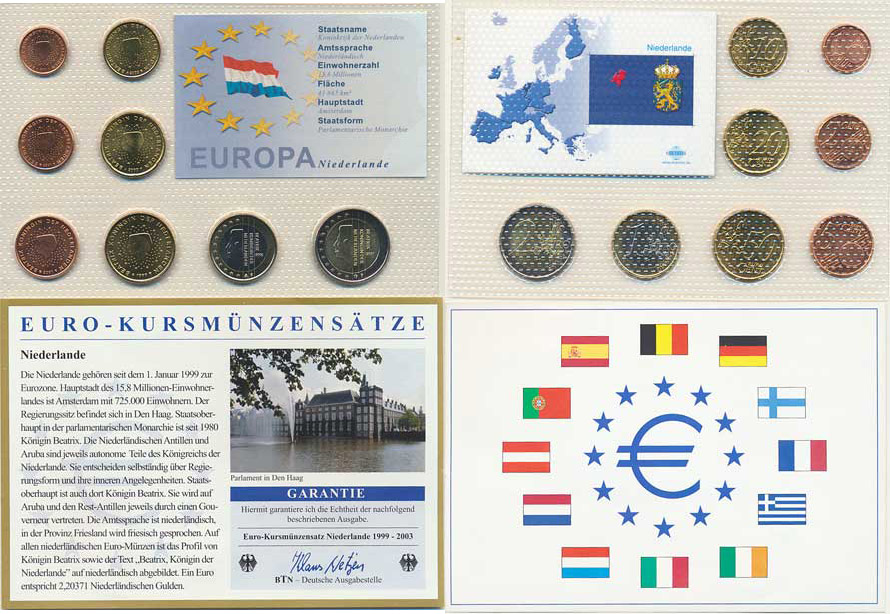 Staatsname
Koninkrijk der Nederlanden
Amtssprache
Niederländisch
Einwohnerzahl
15,8 Millionen
Fläche
41 865 km²
Hauptstadt
Amsterdam
Staatsform
Parlamentarische Monarchie
EUROPA Niederlande
Niederlande
EURO-KURSMÜNZENSÄTZE
Niederlande
Die Niederlande gehören seit dem 1. Januar 1999 zur
Eurozone. Hauptstadt des 15,8 Millionen-Einwohner-
landes ist Amsterdam mit 725.000 Einwohnern. Der
Regierungssitz befindet sich in Den Haag. Staatsober-
haupt in der parlamentarischen Monarchie ist seit 1980
Königin Beatrix. Die Niederländischen Antillen und
Aruba sind jeweils autonome Teile des Königreichs der
Niederlande. Sie entscheiden selbständig über Regie-
rungsform und ihre inneren Angelegenheiten. Staats-
oberhaupt ist auch dort Königin Beatrix. Sie wird auf
Aruba und den Rest-Antillen jeweils durch einen Gou-
verneur vertreten. Die Amtssprache ist niederländisch,
in der Provinz Friesland wird friesisch gesprochen. Auf
allen niederländischen Euro-Münzen ist das Profil von
Königin Beatrix sowie der Text „Beatrix, Königin der
Niederlande" auf niederländisch abgebildet. Ein Euro
entspricht 2,20371 Niederländischen Gulden.
Parlament in Den Haag
GARANTIE
Hiermit garantiere ich die Echtheit der nachfolgend
beschriebenen Ausgabe.
Euro-Kursmünzensatz Niederlande 1999 - 2003
BTN – Deutsche Ausgabestelle
€